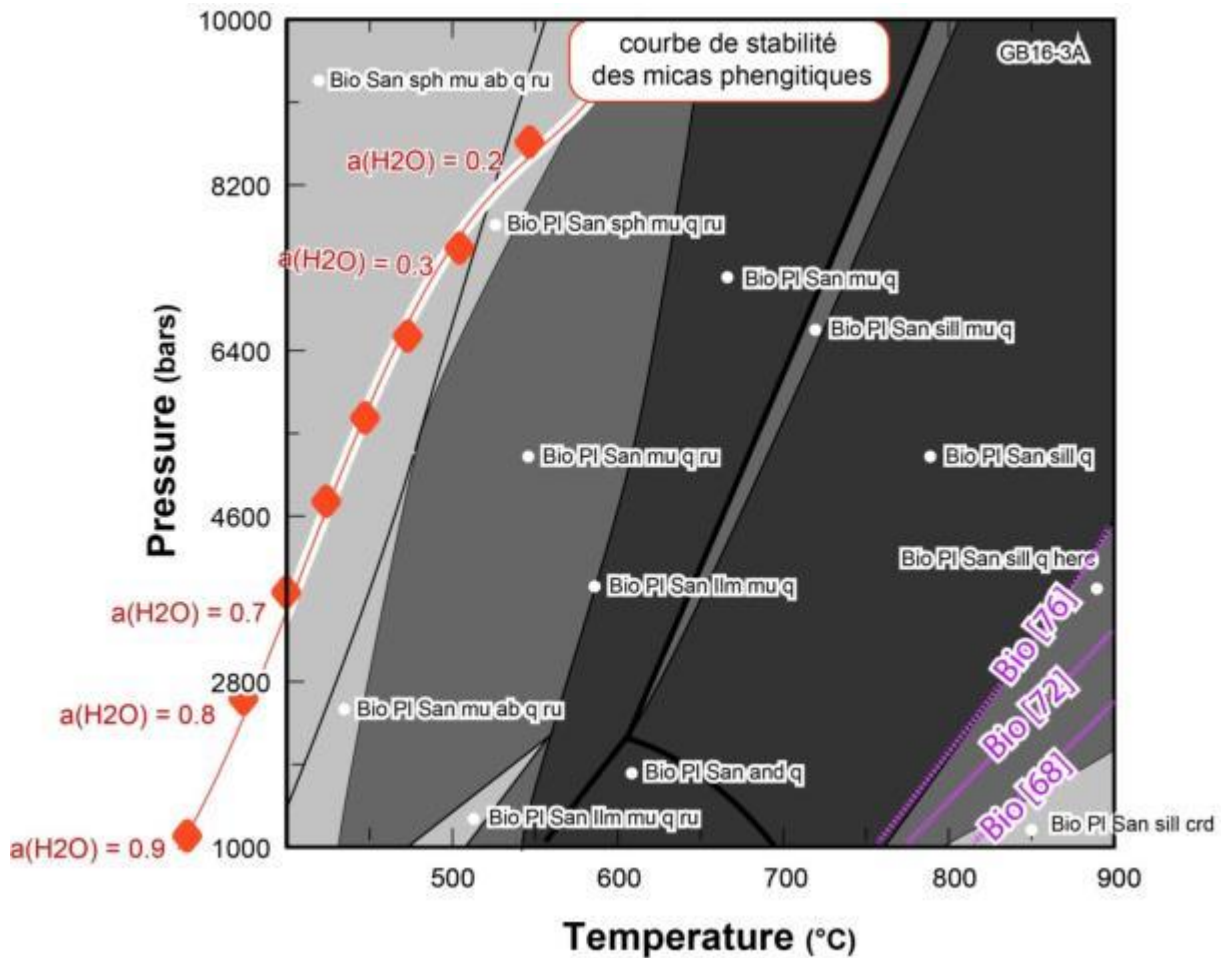 10000
courbe de stabilité
des micas phengitiques
GB16-3A
Bio San sph mu ab q ru
a(H2O) = 0.2
8200
Bio Pl San sph mu q ru
a(H2O) = 0.3
Bio Pl San mu q
Bio Pl San sill mu q
6400
Pressure (bars)
Bio Pl San mu q ru
Bio Pl San sill q
4600
Bio Pl San sill q herc
Bio Pl San Ilm mu q
a(H2O) = 0.7
Bio [76]
2800
Bio Pl San mu ab q ru
a(H2O) = 0.8
Bio [72]
Bio Pl San and q
Bio [68]
Bio Pl San Ilm mu q ru
Bio Pl San sill crd
a(H2O) = 0.9
1000
500
600
700
800
900
Temperature (°C)